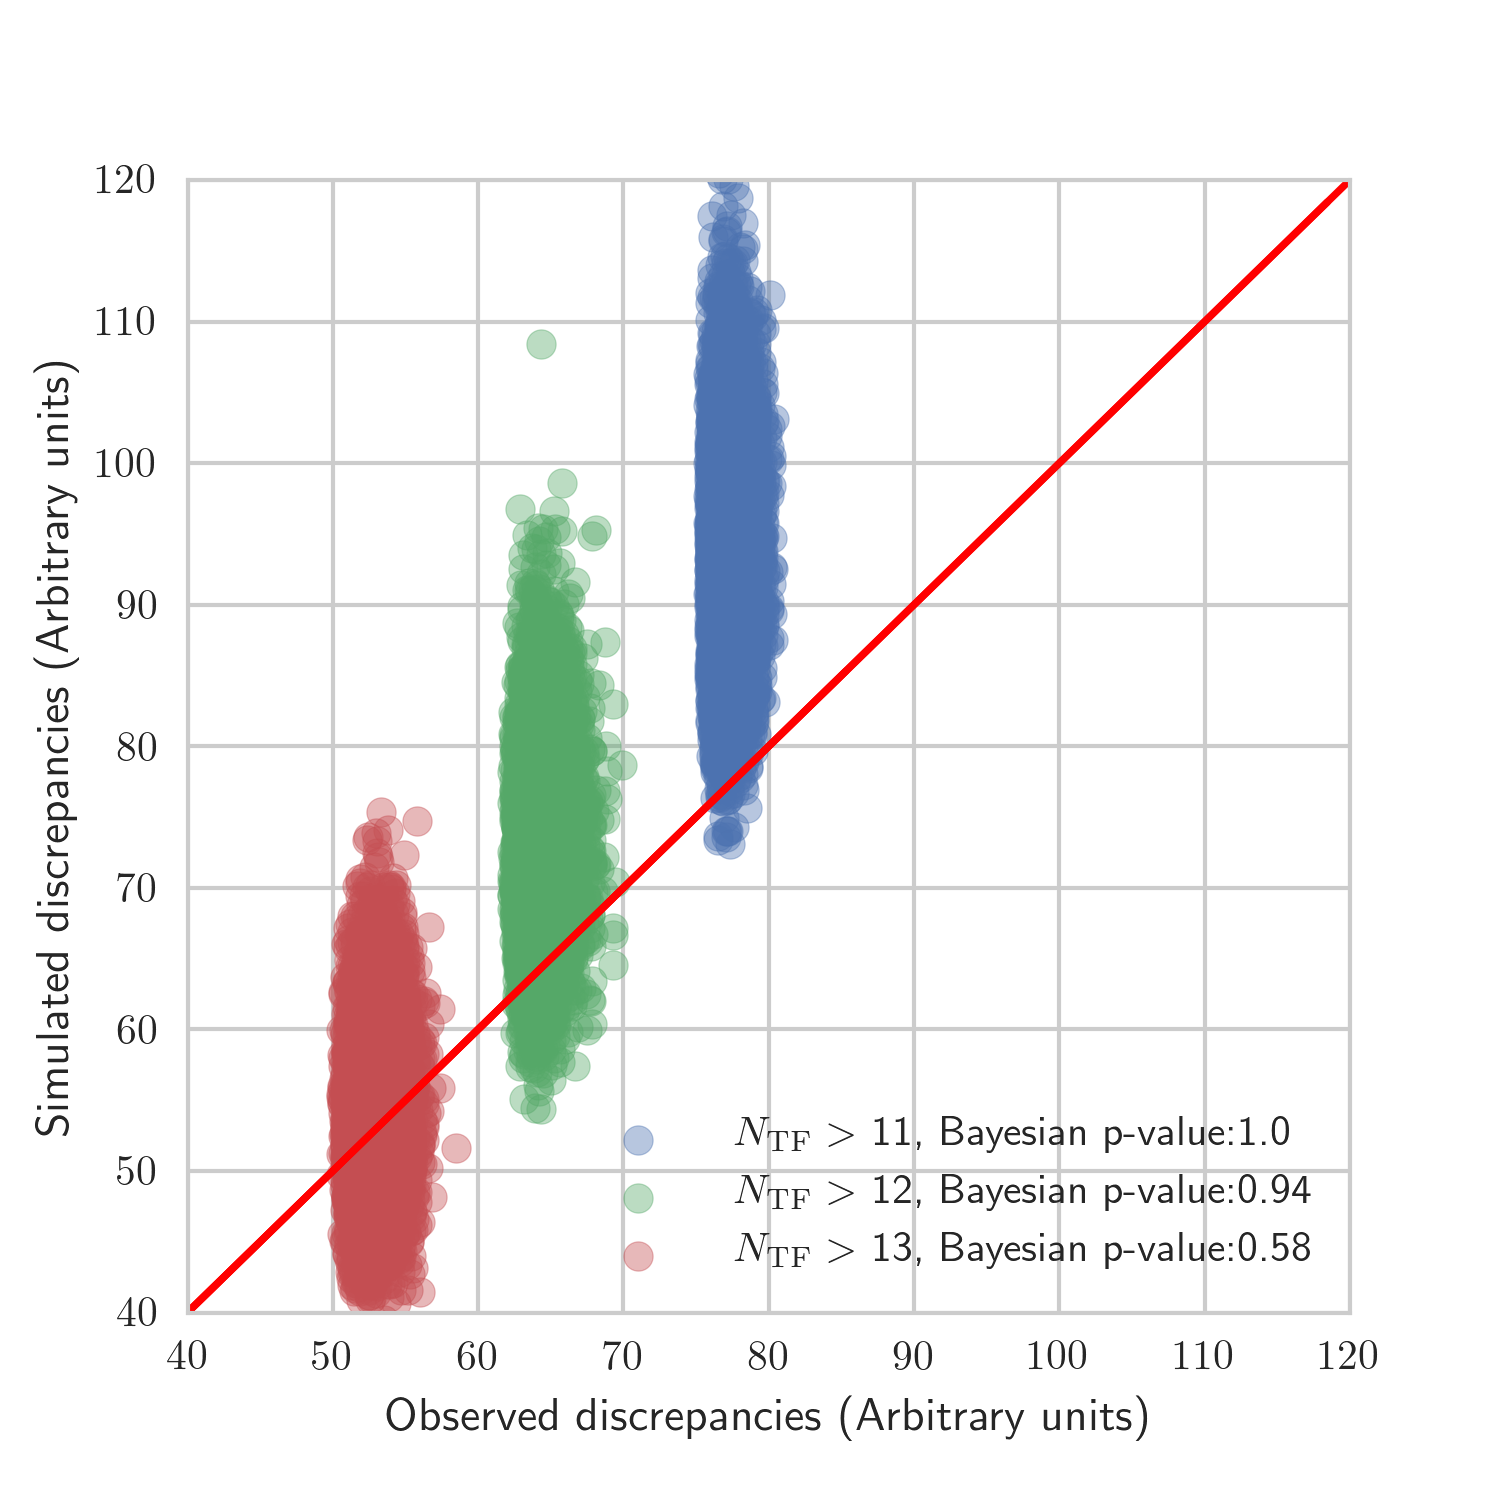 120
110
100
90
80
70
60
50
40
Simulated discrepancies (Arbitrary units)
N_TF > 11, Bayesian p-value:1.0
N_TF > 12, Bayesian p-value:0.94
N_TF > 13, Bayesian p-value:0.58
40 50 60 70 80 90 100 110 120
Observed discrepancies (Arbitrary units)